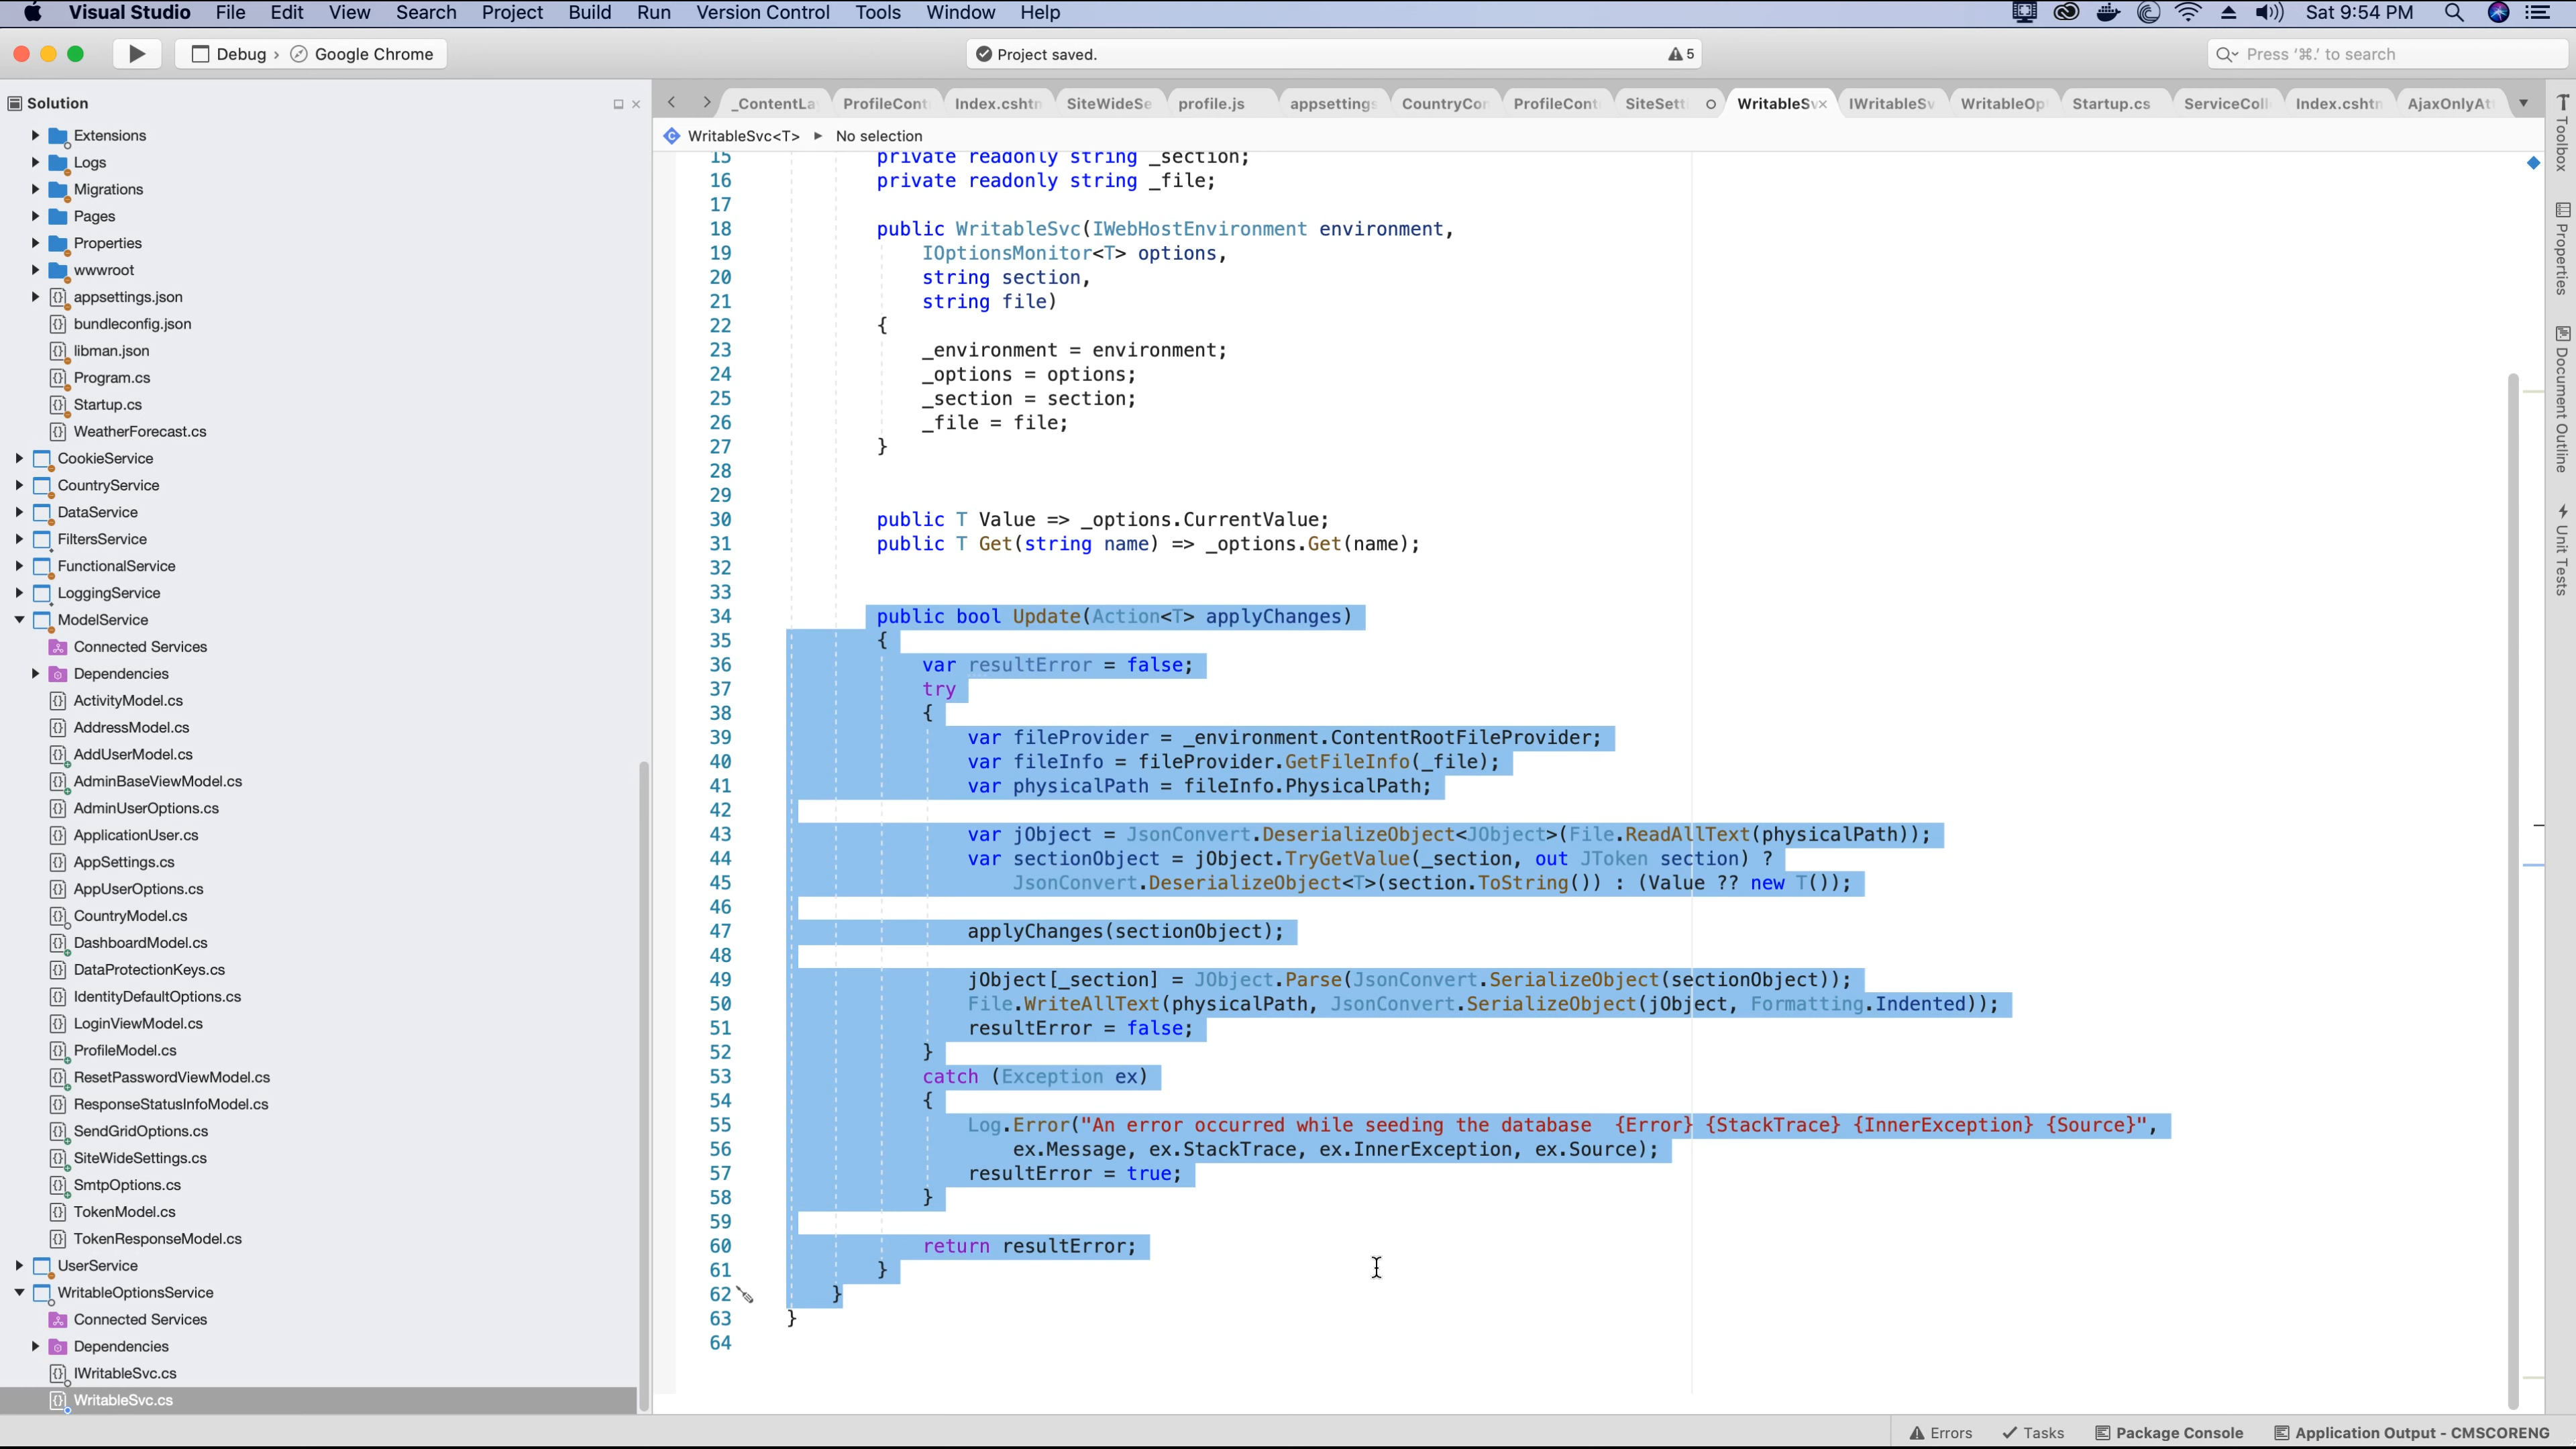 Visual Studio File Edit View Search Project Build Run Version Control Tools Window Help Sat 9:54 PM
Debug › Google Chrome
Project saved.
5
Press '⌘.' to search
Solution
Extensions
Logs
Migrations
Pages
Properties
wwwroot
appsettings.json
bundleconfig.json
libman.json
Program.cs
Startup.cs
WeatherForecast.cs
CookieService
CountryService
DataService
FiltersService
FunctionalService
LoggingService
ModelService
Connected Services
Dependencies
ActivityModel.cs
AddressModel.cs
AddUserModel.cs
AdminBaseViewModel.cs
AdminUserOptions.cs
ApplicationUser.cs
AppSettings.cs
AppUserOptions.cs
CountryModel.cs
DashboardModel.cs
DataProtectionKeys.cs
IdentityDefaultOptions.cs
LoginViewModel.cs
ProfileModel.cs
ResetPasswordViewModel.cs
ResponseStatusInfoModel.cs
SendGridOptions.cs
SiteWideSettings.cs
SmtpOptions.cs
TokenModel.cs
TokenResponseModel.cs
UserService
WritableOptionsService
Connected Services
Dependencies
IWritableSvc.cs
WritableSvc.cs
_ContentLa ProfileCont Index.cshtn SiteWideSe profile.js appsettings CountryCor ProfileCont SiteSett WritableSv IWritableSv WritableOp Startup.cs ServiceColl Index.cshtn AjaxOnlyAt
WritableSvc<T> No selection
15 private readonly string _section;
16 private readonly string _file;
17
18 public WritableSvc(IWebHostEnvironment environment,
19 IOptionsMonitor<T> options,
20 string section,
21 string file)
22 {
23 _environment = environment;
24 _options = options;
25 _section = section;
26 _file = file;
27 }
28
29
30 public T Value => _options.CurrentValue;
31 public T Get(string name) => _options.Get(name);
32
33
34 public bool Update(Action<T> applyChanges)
35 {
36 var resultError = false;
37 try
38 {
39 var fileProvider = _environment.ContentRootFileProvider;
40 var fileInfo = fileProvider.GetFileInfo(_file);
41 var physicalPath = fileInfo.PhysicalPath;
42
43 var jObject = JsonConvert.DeserializeObject<JObject>(File.ReadAllText(physicalPath));
44 var sectionObject = jObject.TryGetValue(_section, out JToken section) ?
45 JsonConvert.DeserializeObject<T>(section.ToString()) : (Value ?? new T());
46
47 applyChanges(sectionObject);
48
49 jObject[_section] = JObject.Parse(JsonConvert.SerializeObject(sectionObject));
50 File.WriteAllText(physicalPath, JsonConvert.SerializeObject(jObject, Formatting.Indented));
51 resultError = false;
52 }
53 catch (Exception ex)
54 {
55 Log.Error("An error occurred while seeding the database  {Error} {StackTrace} {InnerException} {Source}",
56 ex.Message, ex.StackTrace, ex.InnerException, ex.Source);
57 resultError = true;
58 }
59
60 return resultError;
61 }
62 }
63 }
64
Toolbox
Properties
Document Outline
Unit Tests
Errors Tasks Package Console Application Output - CMSCORENG